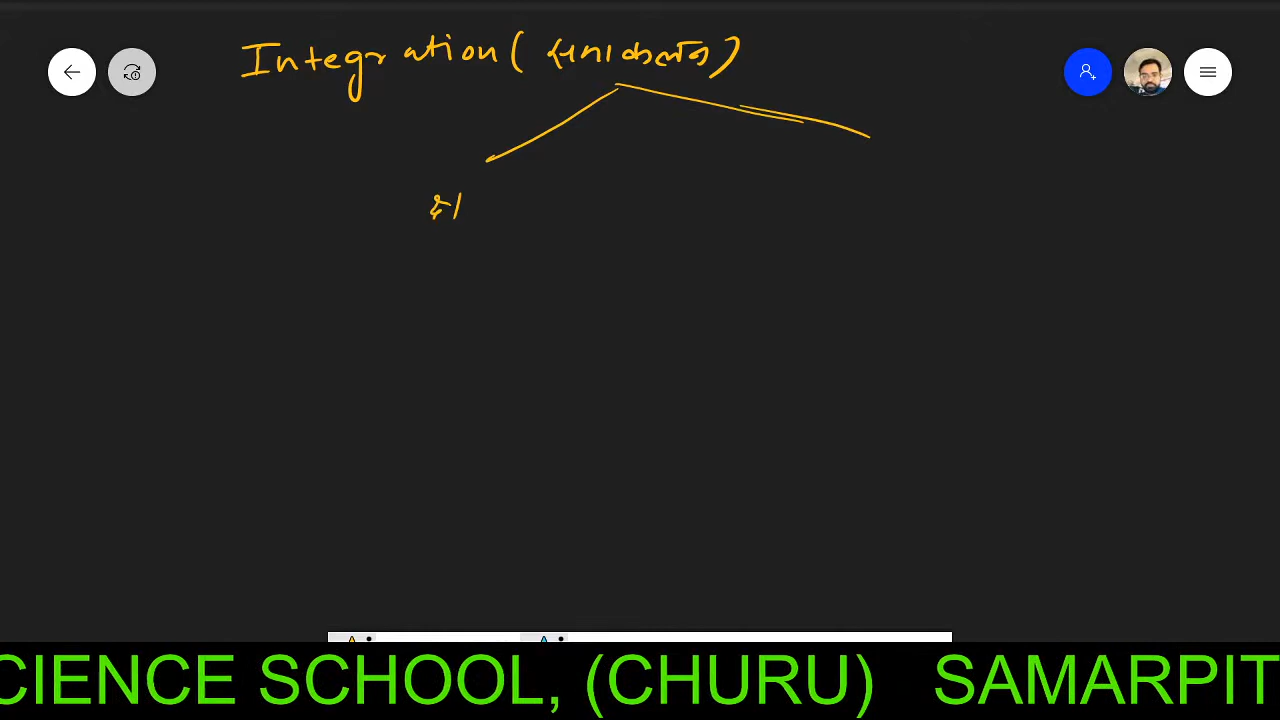 Integration (समाकलन)
CIENCE SCHOOL, (CHURU) SAMARPIT